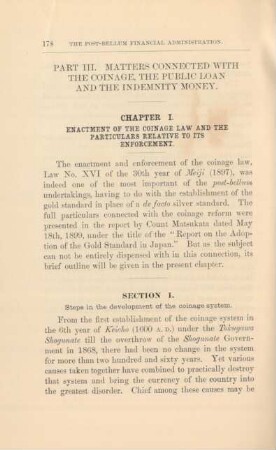 178 THE POST-BELLUM FINANCIAL ADMINISTRATION.
PART III. MATTERS CONNECTED WITH
THE COINAGE, THE PUBLIC LOAN
AND THE INDEMNITY MONEY.
CHAPTER I.
ENACTMENT OF THE COINAGE LAW AND THE
PARTICULARS RELATIVE TO ITS
ENFORCEMENT.
The enactment and enforcement of the coinage law,
Law No. XVI of the 30th year of Meiji (1897), was
indeed one of the most important of the post-bellum
undertakings, having to do with the establishment of the
gold standard in place of a de facto silver standard. The
full particulars connected with the coinage reform were
presented in the report by Count Matsukata dated May
18th, 1899, under the title of the "Report on the Adop-
tion of the Gold Standard in Japan." But as the subject
can not be entirely dispensed with in this connection, its
brief outline will be given in the present chapter.
SECTION I.
Steps in the development of the coinage system.
From the first establishment of the coinage system in
the 6th year of Keicho (1600 A. D.) under the Tokugawa
Shogunate till the overthrow of the Shogunate Govern-
ment in 1868, there had been no change in the system
for more than two hundred and sixty years. Yet various
causes taken together have combined to practically destroy
that system and bring the currency of the country into
the greatest disorder. Chief among these causes may be